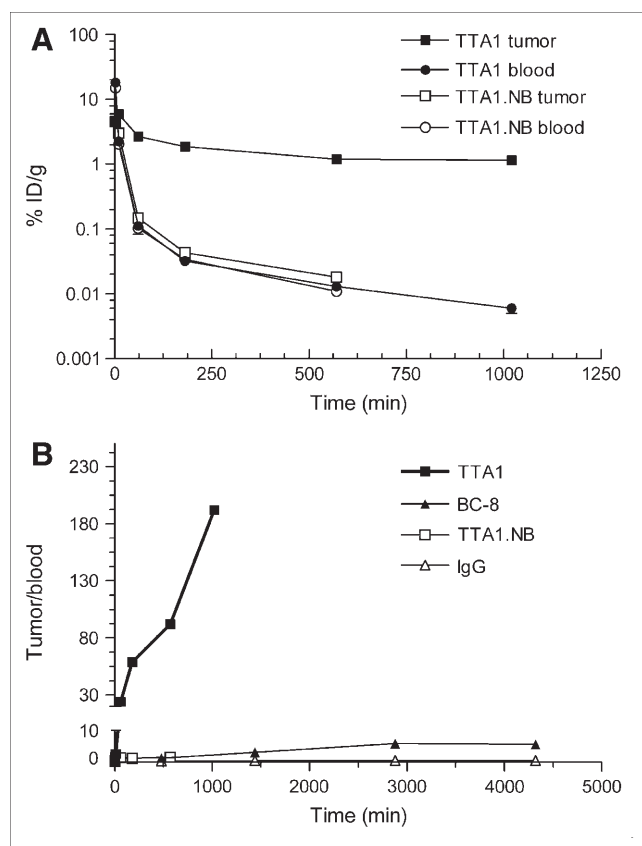 A
TTA1 tumor
TTA1 blood
TTA1.NB tumor
TTA1.NB blood
100
10
1
0.1
0.01
0.001
% ID/g
0 250 500 750 1000 1250
Time (min)
B
TTA1
BC-8
TTA1.NB
IgG
230
180
130
80
30
10
0
Tumor/blood
0 1000 2000 3000 4000 5000
Time (min)